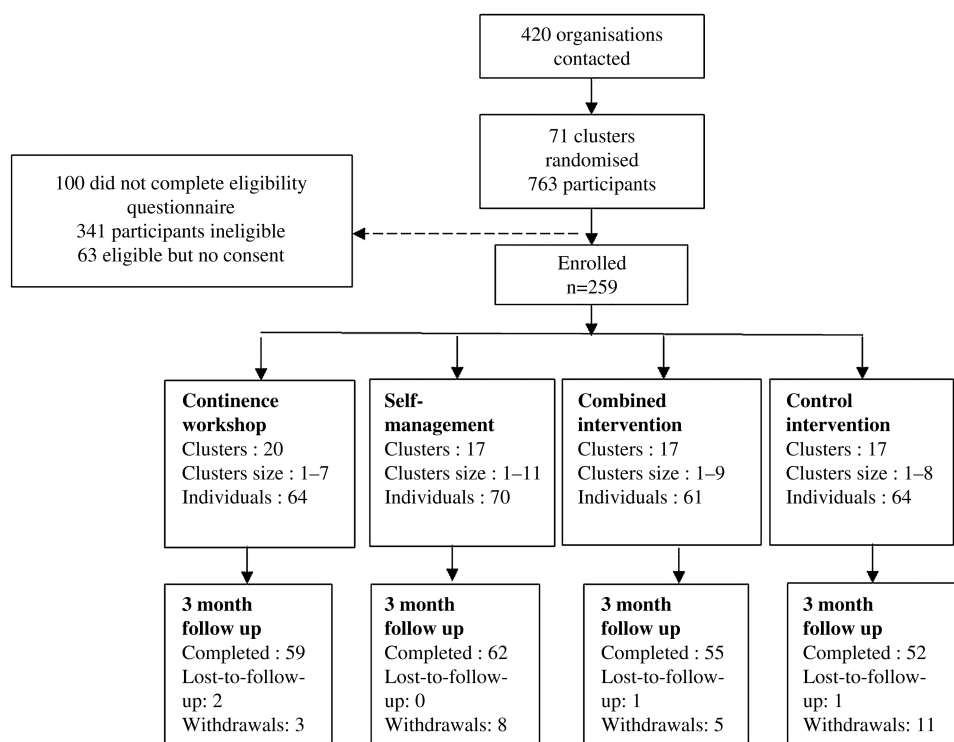 420 organisations
contacted
71 clusters
randomised
763 participants
100 did not complete eligibility
questionnaire
341 participants ineligible
63 eligible but no consent
Enrolled
n=259
Continence
workshop
Clusters : 20
Clusters size : 1–7
Individuals : 64
Self-
management
Clusters : 17
Clusters size : 1–11
Individuals : 70
Combined
intervention
Clusters : 17
Clusters size : 1–9
Individuals : 61
Control
intervention
Clusters : 17
Clusters size : 1–8
Individuals : 64
3 month
follow up
Completed : 59
Lost-to-follow-
up: 2
Withdrawals: 3
3 month
follow up
Completed : 62
Lost-to-follow-
up: 0
Withdrawals: 8
3 month
follow up
Completed : 55
Lost-to-follow-
up: 1
Withdrawals: 5
3 month
follow up
Completed : 52
Lost-to-follow-
up: 1
Withdrawals: 11